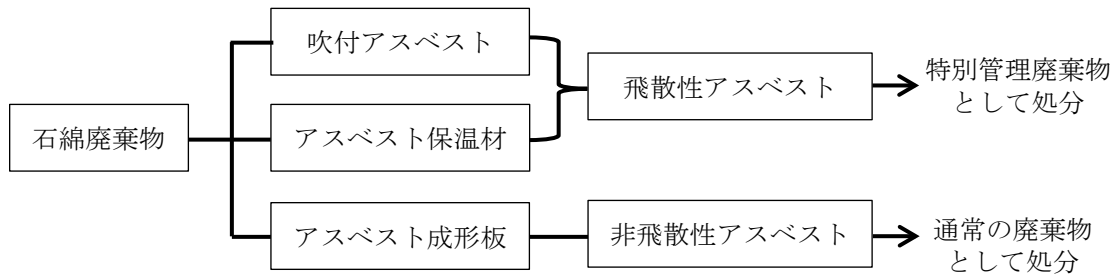 石綿廃棄物
吹付アスベスト
アスベスト保温材
アスベスト成形板
飛散性アスベスト
非飛散性アスベスト
特別管理廃棄物
として処分
通常の廃棄物
として処分